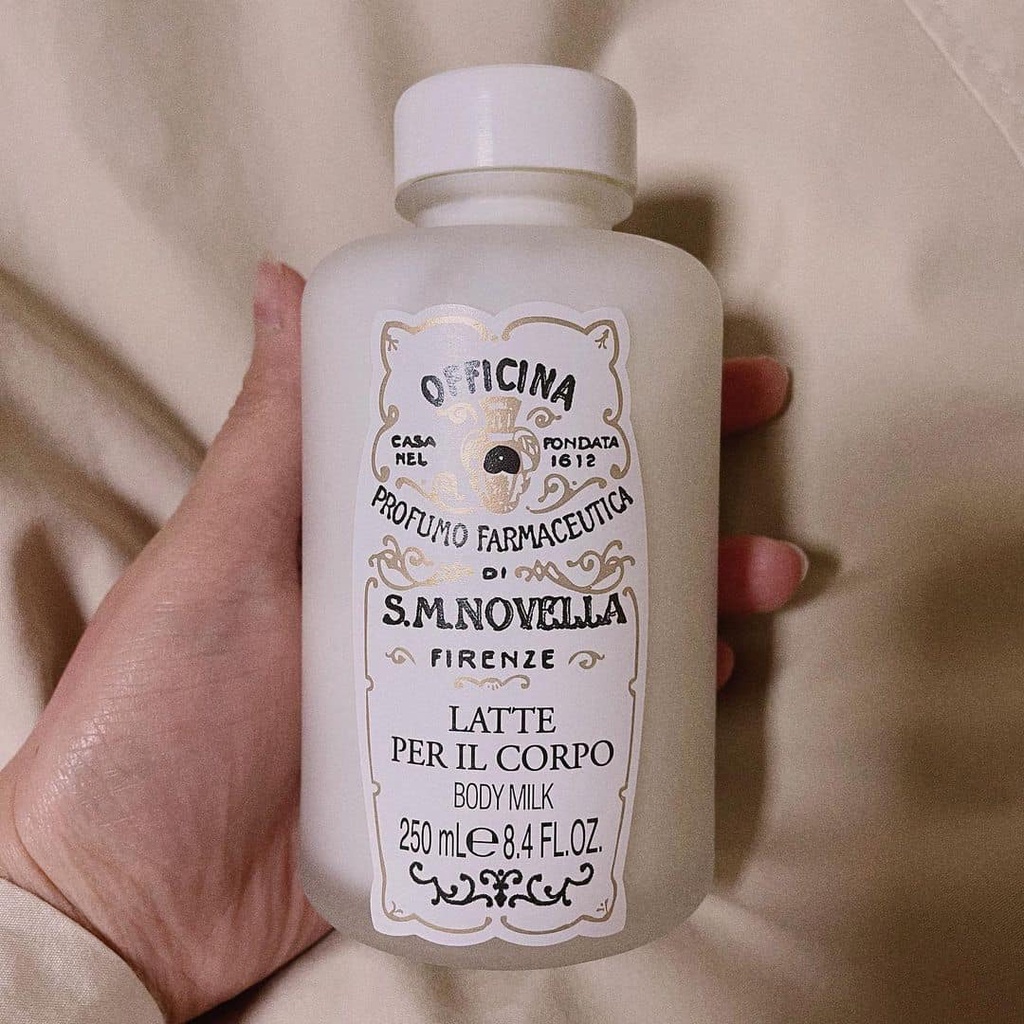 OFFICINA
CASA NEL
FONDATA 1612
PROFUMO FARMACEUTICA
DI
S.M.NOVELLA
FIRENZE
LATTE
PER IL CORPO
BODY MILK
250 mL e 8.4 FL.OZ.